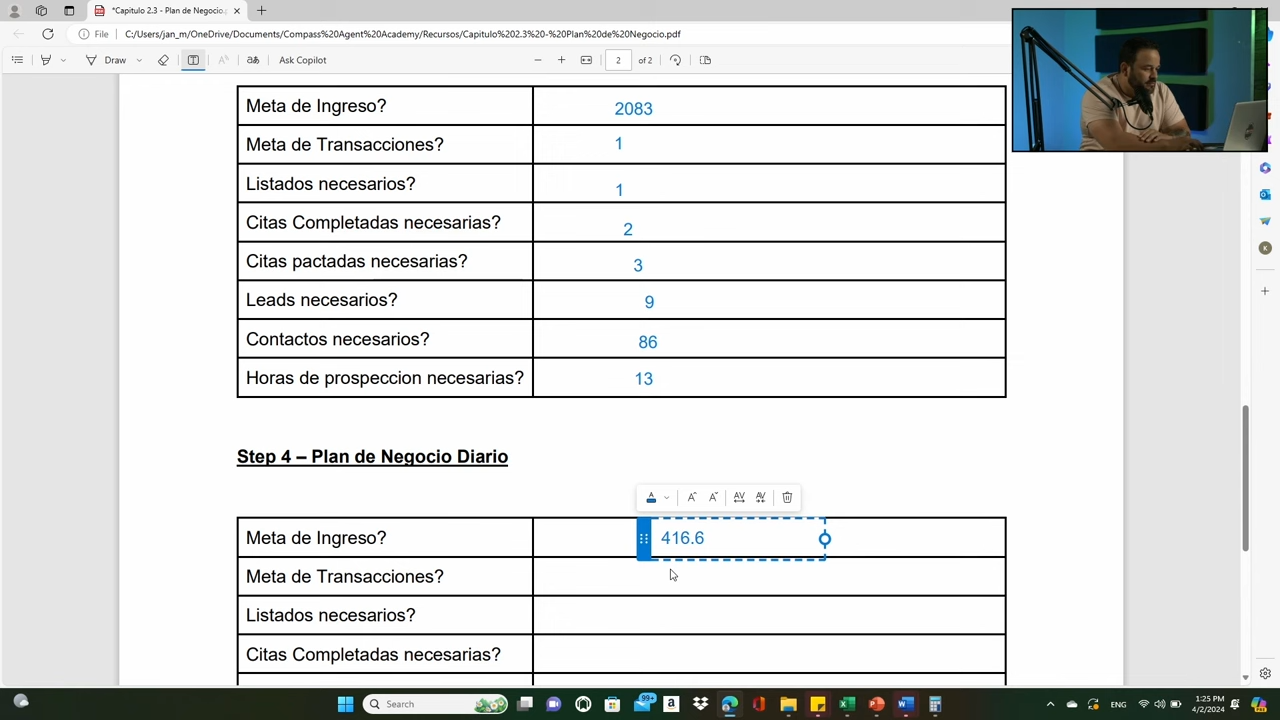 *Capitulo 2.3 - Plan de Negocio.p
File
C:/Users/jan_m/OneDrive/Documents/Compass%20Agent%20Academy/Recursos/Capitulo%202.3%20-%20Plan%20de%20Negocio.pdf
Draw
Ask Copilot
2 of 2
Meta de Ingreso? 2083
Meta de Transacciones? 1
Listados necesarios? 1
Citas Completadas necesarias? 2
Citas pactadas necesarias? 3
Leads necesarios? 9
Contactos necesarios? 86
Horas de prospeccion necesarias? 13
Step 4 – Plan de Negocio Diario
Meta de Ingreso? 416.6
Meta de Transacciones?
Listados necesarios?
Citas Completadas necesarias?
Search
99+
ENG
1:25 PM
4/2/2024